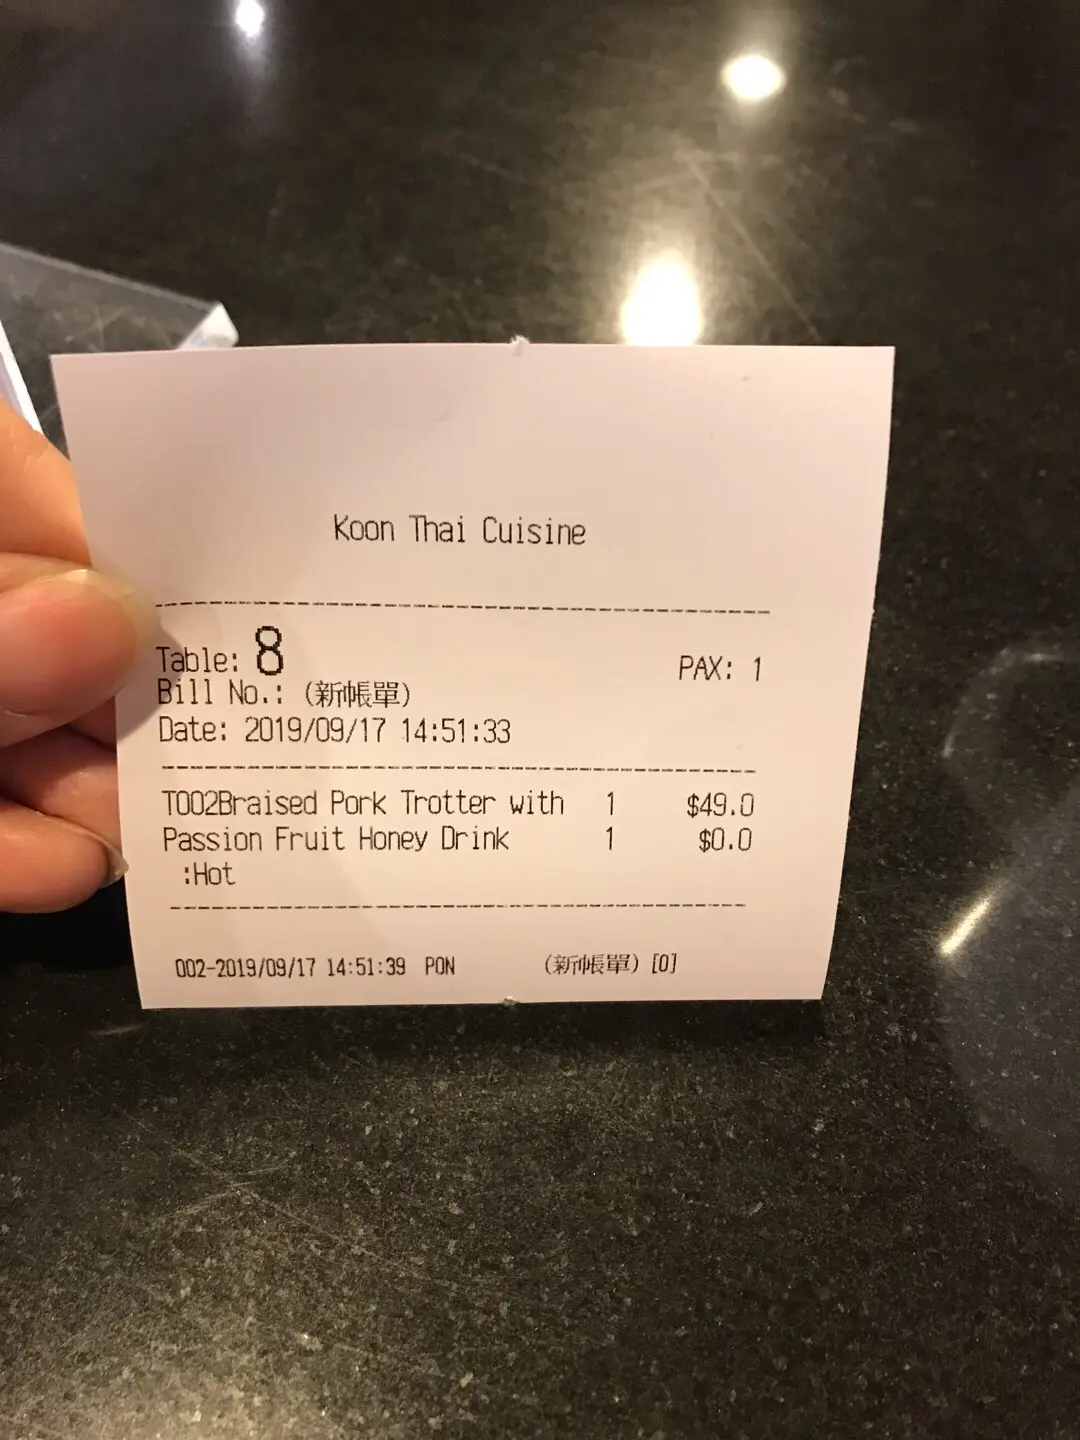 Koon Thai Cuisine
Table: 8 PAX: 1
Bill No.: (新帳單)
Date: 2019/09/17 14:51:33
T002Braised Pork Trotter with 1 $49.0
Passion Fruit Honey Drink 1 $0.0
:Hot
002-2019/09/17 14:51:39 PON (新帳單) [0]